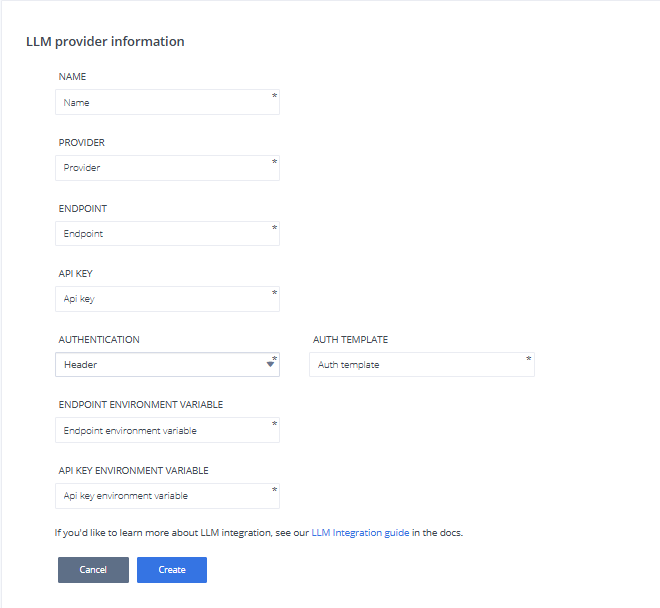 LLM provider information
NAME
Name *
PROVIDER
Provider *
ENDPOINT
Endpoint *
API KEY
Api key *
AUTHENTICATION AUTH TEMPLATE
Header * Auth template *
ENDPOINT ENVIRONMENT VARIABLE
Endpoint environment variable *
API KEY ENVIRONMENT VARIABLE
Api key environment variable *
If you'd like to learn more about LLM integration, see our LLM Integration guide in the docs.
Cancel Create